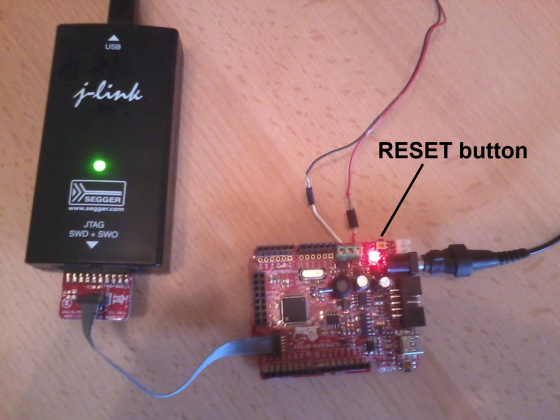 USB
j-link
RESET button
SEGGER
www.segger.com
JTAG
SWD + SWO